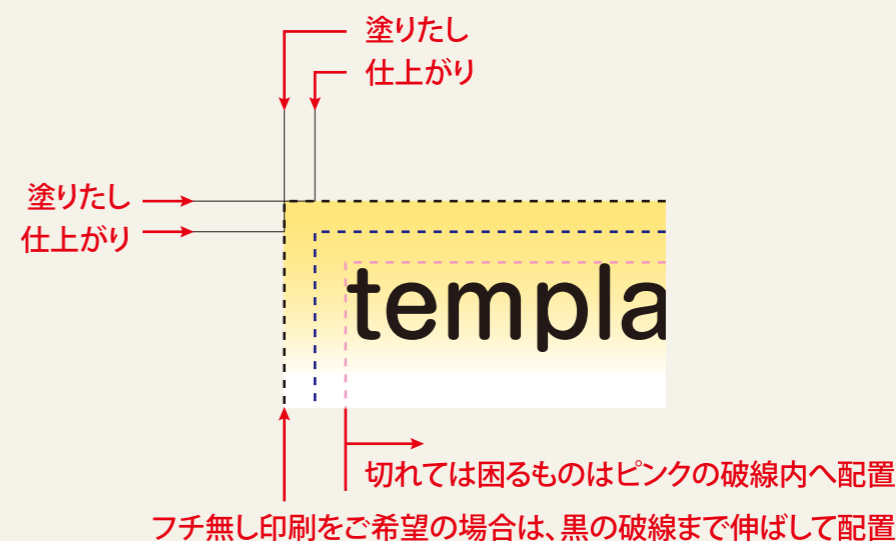 塗りたし
仕上がり
塗りたし
仕上がり
templa
切れては困るものはピンクの破線内へ配置
フチ無し印刷をご希望の場合は、黒の破線まで伸ばして配置